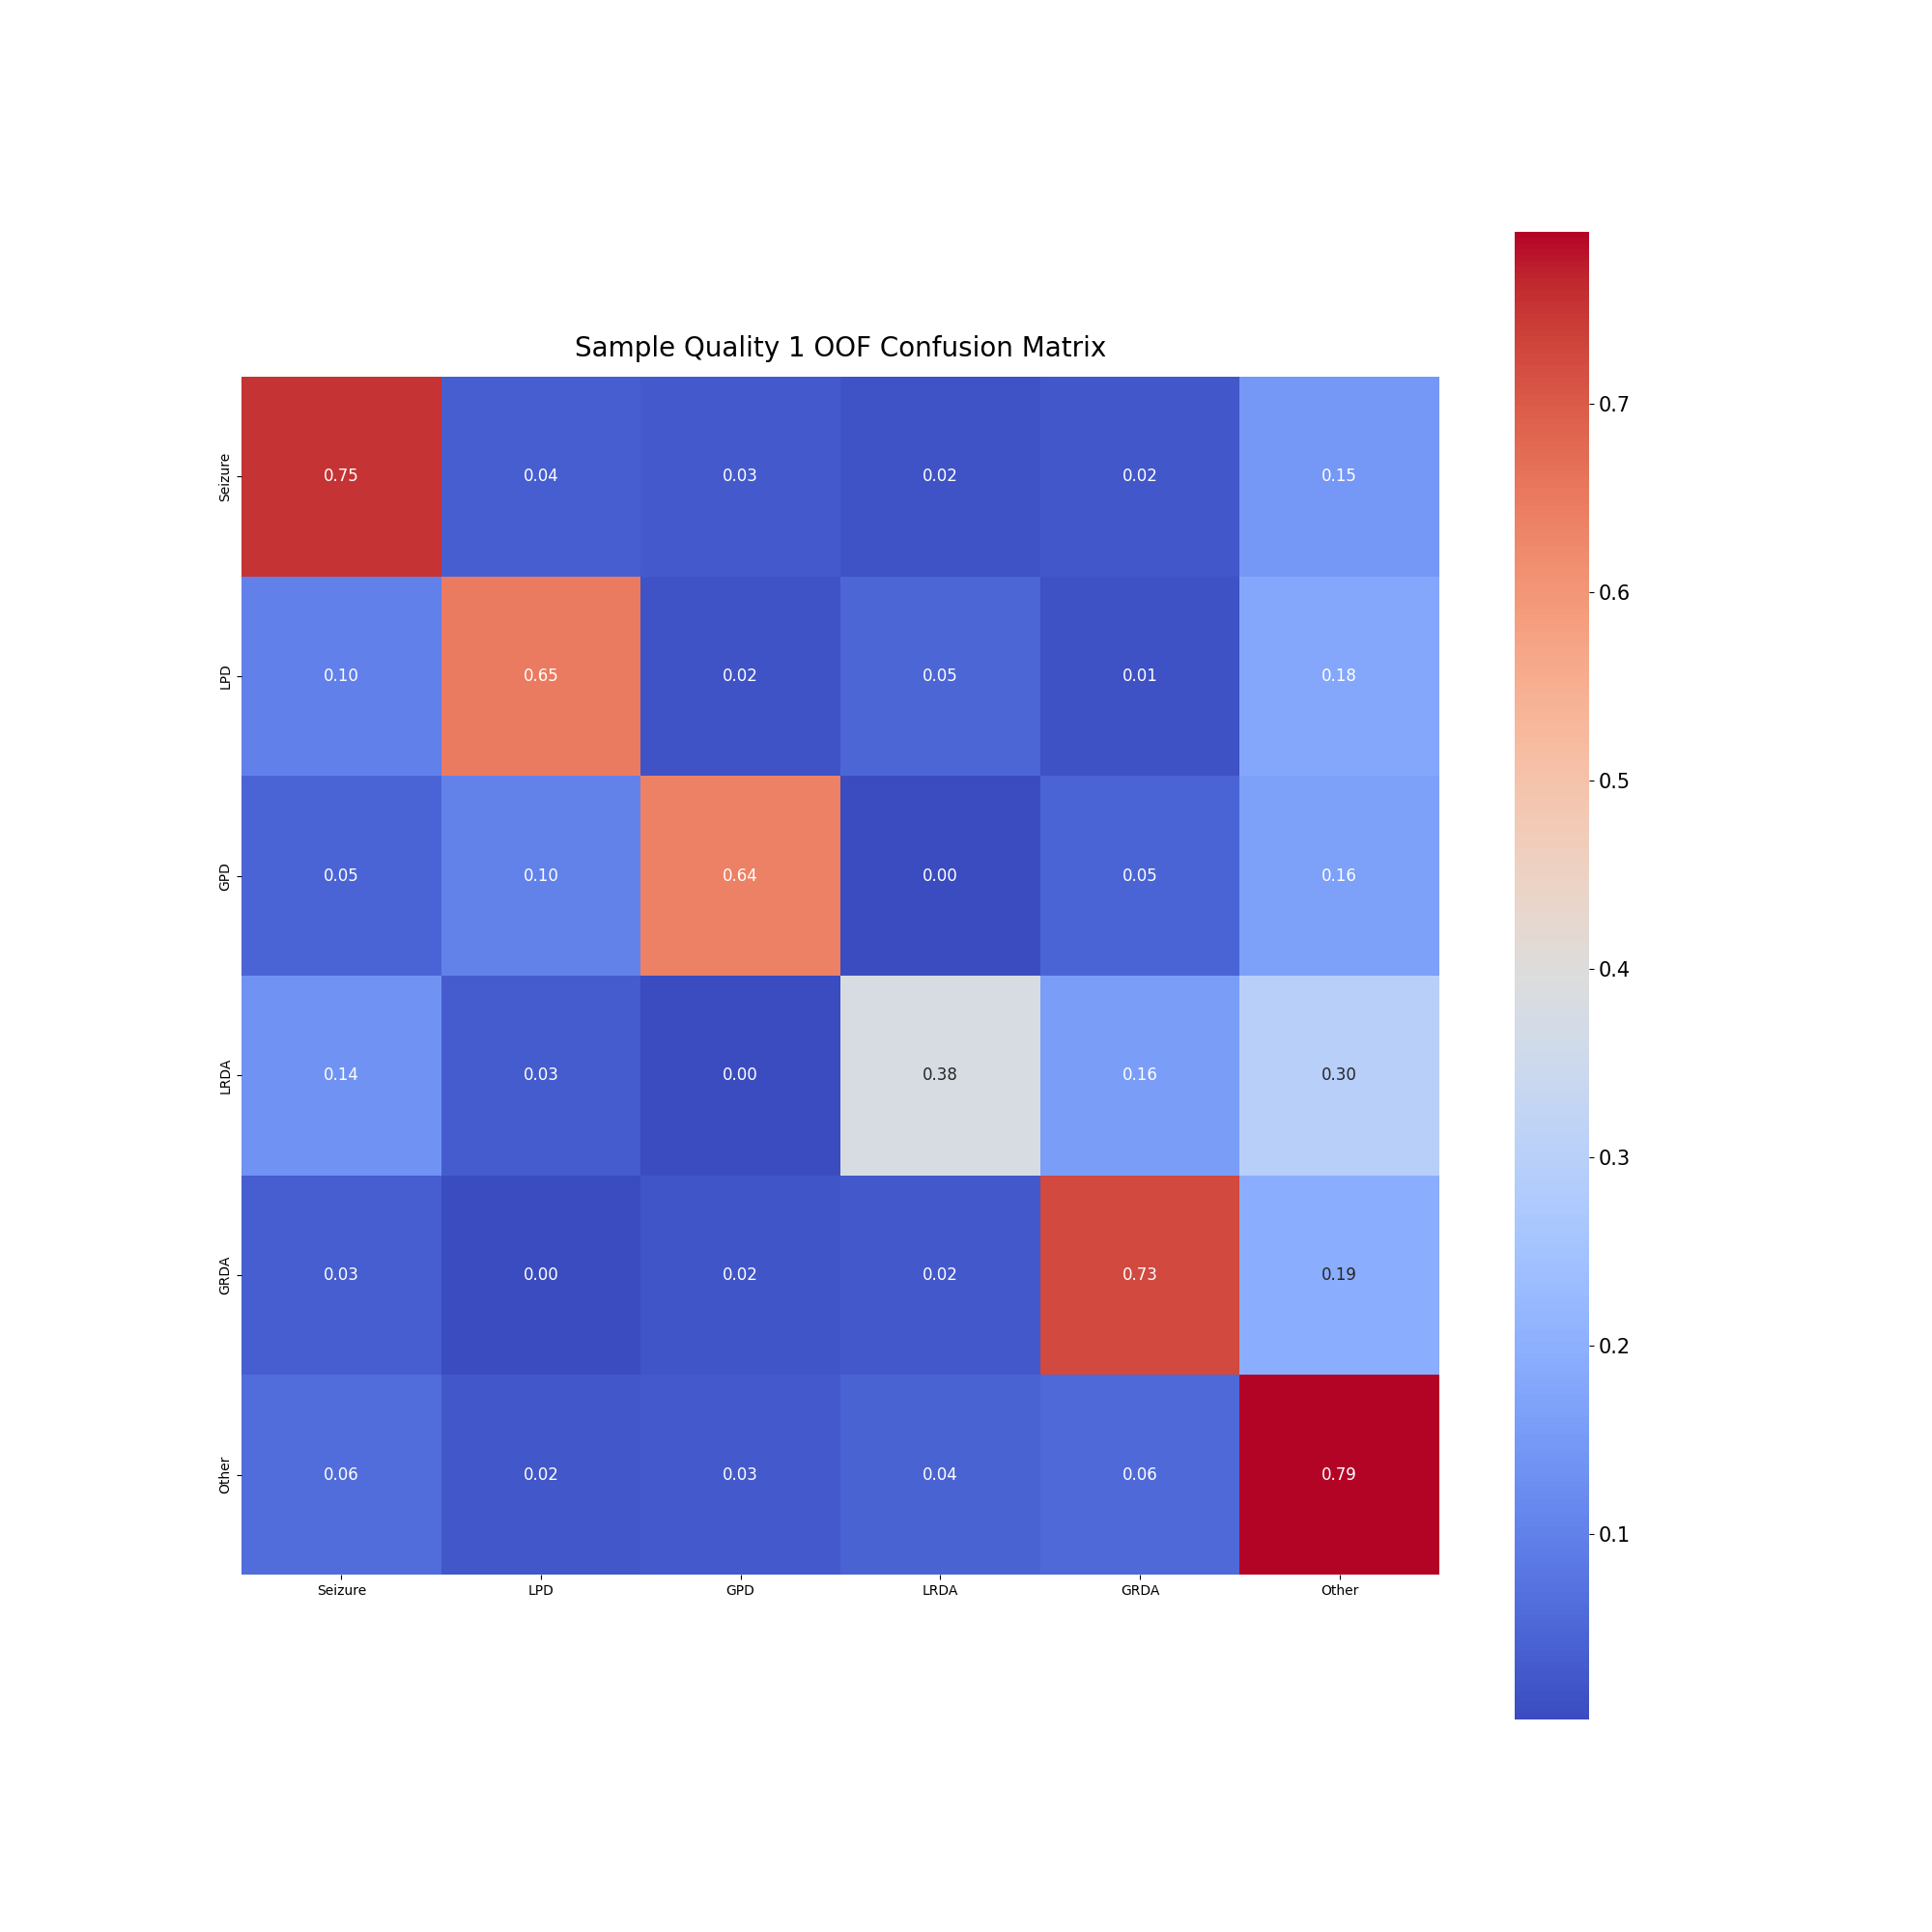 Sample Quality 1 OOF Confusion Matrix
Seizure 0.75 0.04 0.03 0.02 0.02 0.15
LPD 0.10 0.65 0.02 0.05 0.01 0.18
GPD 0.05 0.10 0.64 0.00 0.05 0.16
LRDA 0.14 0.03 0.00 0.38 0.16 0.30
GRDA 0.03 0.00 0.02 0.02 0.73 0.19
Other 0.06 0.02 0.03 0.04 0.06 0.79
Seizure LPD GPD LRDA GRDA Other
0.7
0.6
0.5
0.4
0.3
0.2
0.1